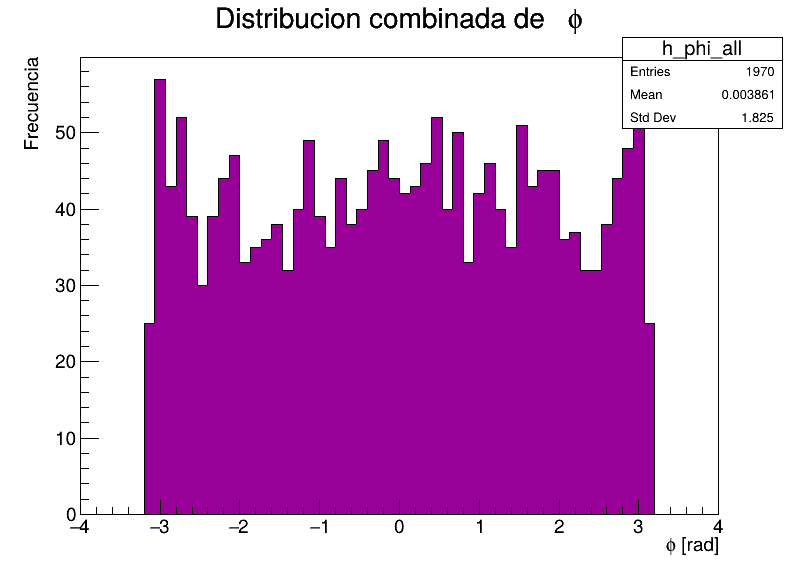 Distribucion combinada de ϕ
h_phi_all
Entries 1970
Mean 0.003861
Std Dev 1.825
Frecuencia
50
40
30
20
10
0
−4 −3 −2 −1 0 1 2 3 4
ϕ [rad]